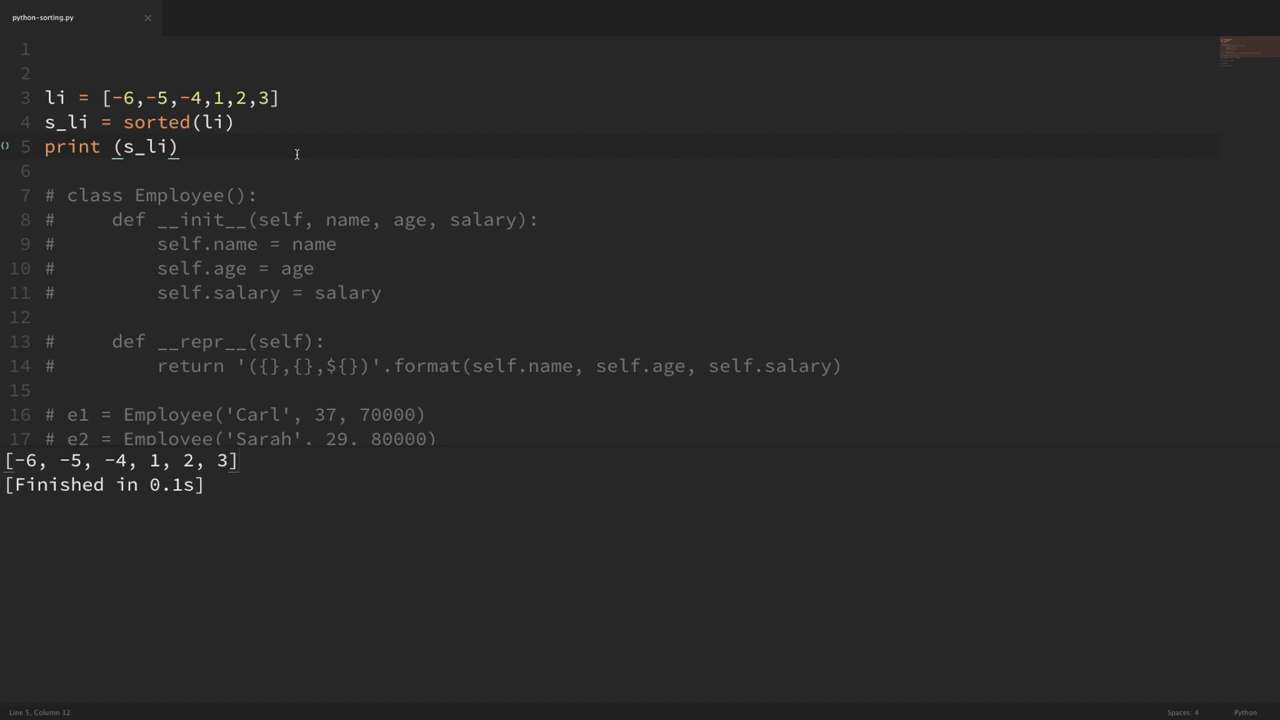 python-sorting.py ×
1
2
3 li = [-6,-5,-4,1,2,3]
4 s_li = sorted(li)
() 5 print (s_li)
6
7 # class Employee():
8 #     def __init__(self, name, age, salary):
9 #         self.name = name
10 #         self.age = age
11 #         self.salary = salary
12
13 #     def __repr__(self):
14 #         return '({},{},${})'.format(self.name, self.age, self.salary)
15
16 # e1 = Employee('Carl', 37, 70000)
17 # e2 = Employee('Sarah', 29, 80000)
[-6, -5, -4, 1, 2, 3]
[Finished in 0.1s]
Line 5, Column 12 Spaces: 4 Python